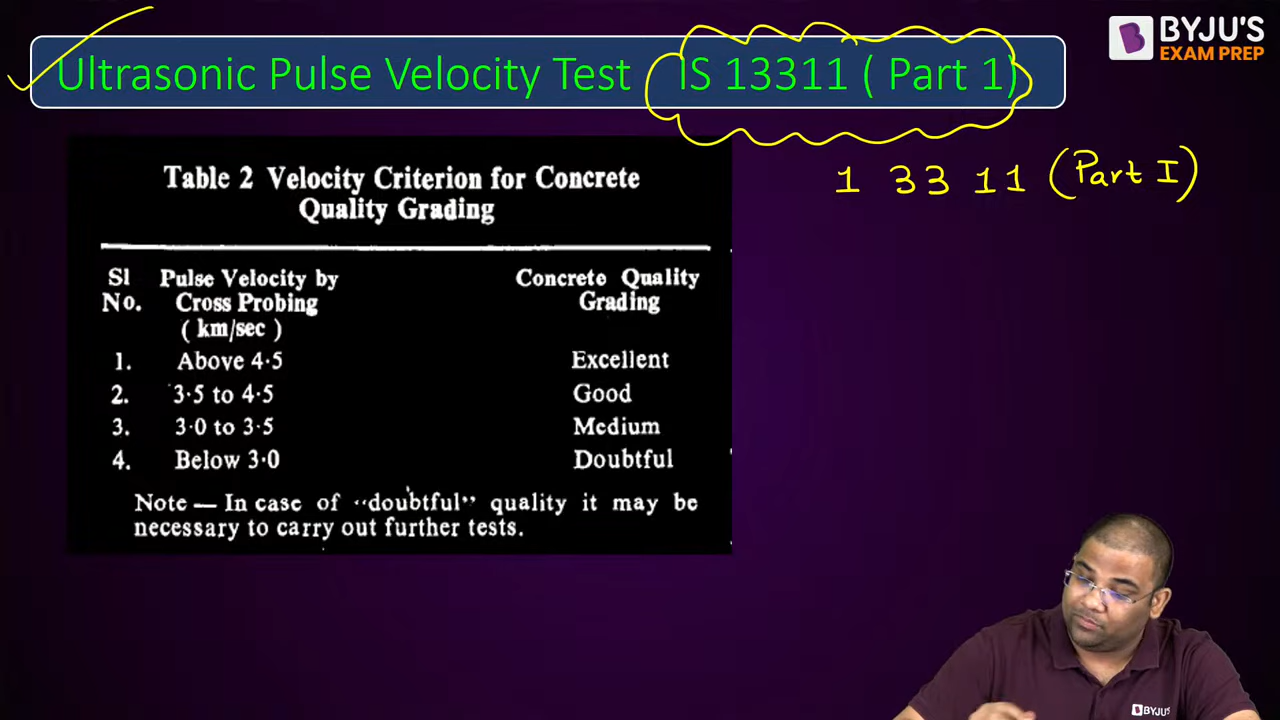 BYJU'S
EXAM PREP
Ultrasonic Pulse Velocity Test IS 13311 ( Part 1)
1 33 11 (Part I)
Table 2 Velocity Criterion for Concrete
Quality Grading
Sl Pulse Velocity by Concrete Quality
No. Cross Probing Grading
( km/sec )
1. Above 4·5 Excellent
2. 3·5 to 4·5 Good
3. 3·0 to 3·5 Medium
4. Below 3·0 Doubtful
Note — In case of “doubtful” quality it may be
necessary to carry out further tests.
BYJU'S